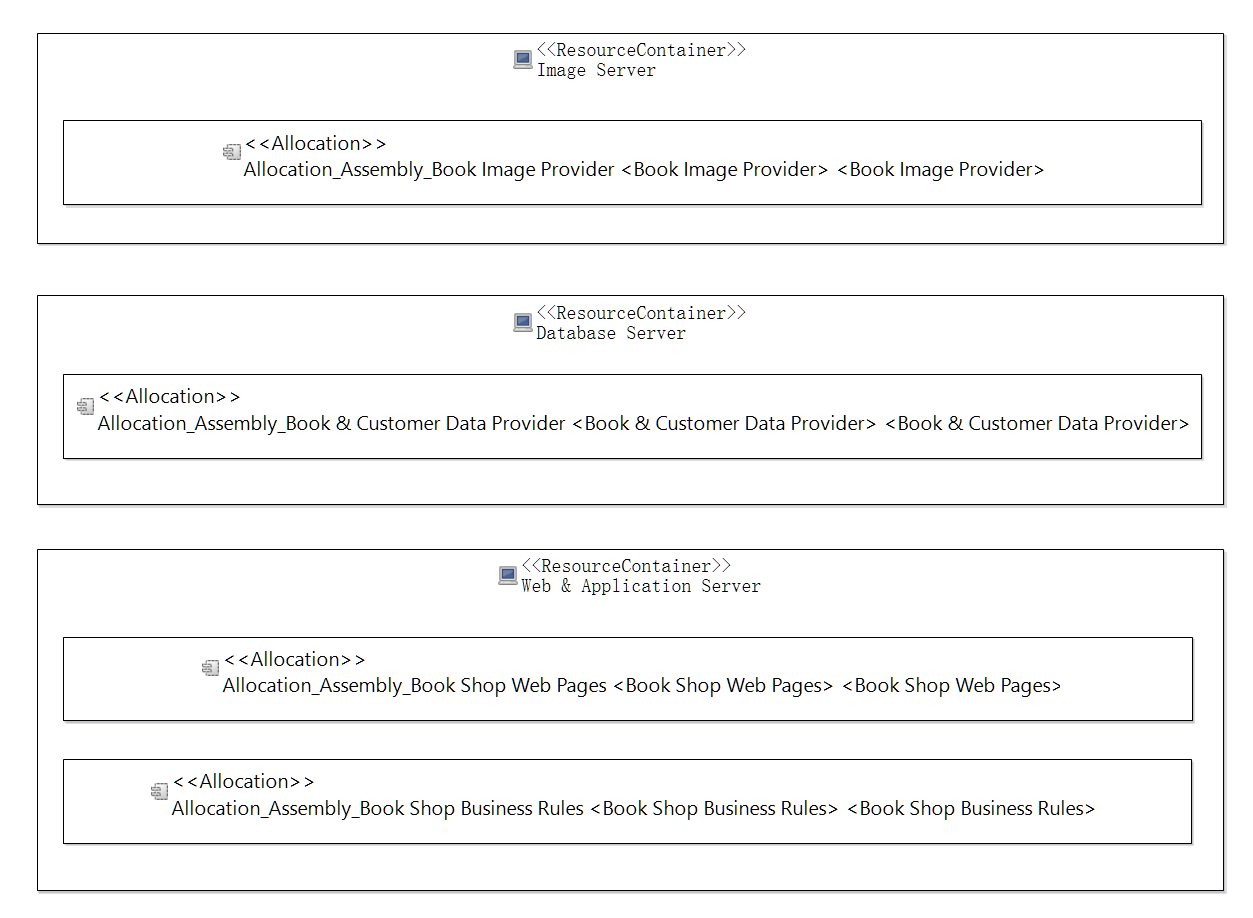 <<ResourceContainer>>
Image Server
<<Allocation>>
Allocation_Assembly_Book Image Provider <Book Image Provider> <Book Image Provider>
<<ResourceContainer>>
Database Server
<<Allocation>>
Allocation_Assembly_Book & Customer Data Provider <Book & Customer Data Provider> <Book & Customer Data Provider>
<<ResourceContainer>>
Web & Application Server
<<Allocation>>
Allocation_Assembly_Book Shop Web Pages <Book Shop Web Pages> <Book Shop Web Pages>
<<Allocation>>
Allocation_Assembly_Book Shop Business Rules <Book Shop Business Rules> <Book Shop Business Rules>